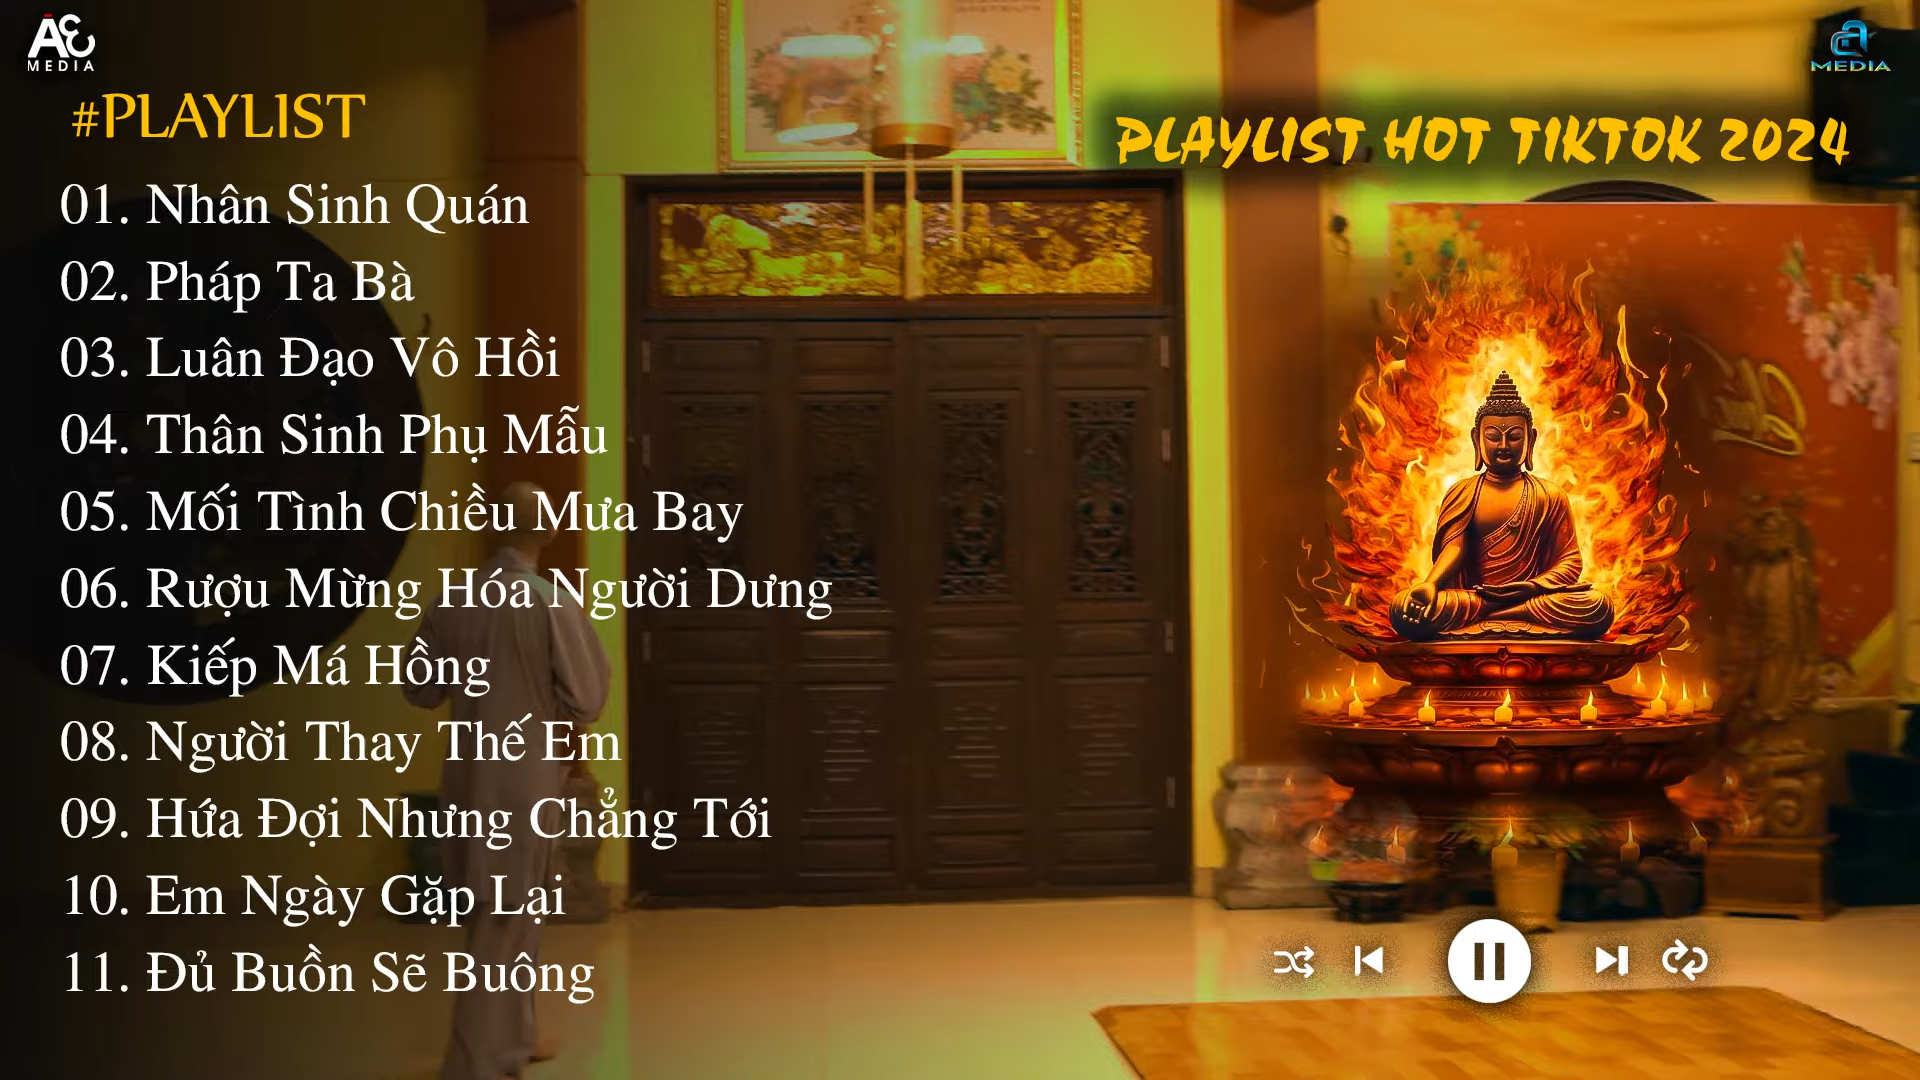 ACE
MEDIA
MEDIA
#PLAYLIST
PLAYLIST HOT TIKTOK 2024
01. Nhân Sinh Quán
02. Pháp Ta Bà
03. Luân Đạo Vô Hồi
04. Thân Sinh Phụ Mẫu
05. Mối Tình Chiều Mưa Bay
06. Rượu Mừng Hóa Người Dưng
07. Kiếp Má Hồng
08. Người Thay Thế Em
09. Hứa Đợi Nhưng Chẳng Tới
10. Em Ngày Gặp Lại
11. Đủ Buồn Sẽ Buông